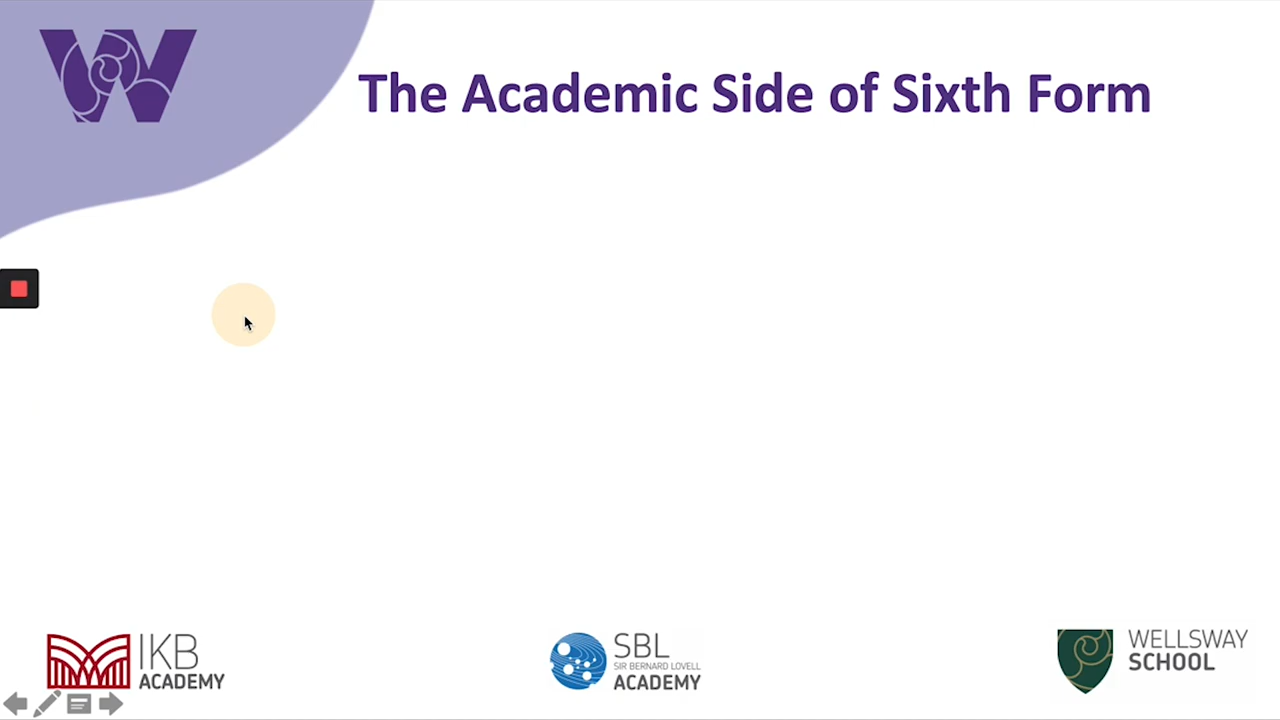 W
The Academic Side of Sixth Form
IKB
ACADEMY
SBL
SIR BERNARD LOVELL
ACADEMY
WELLSWAY
SCHOOL